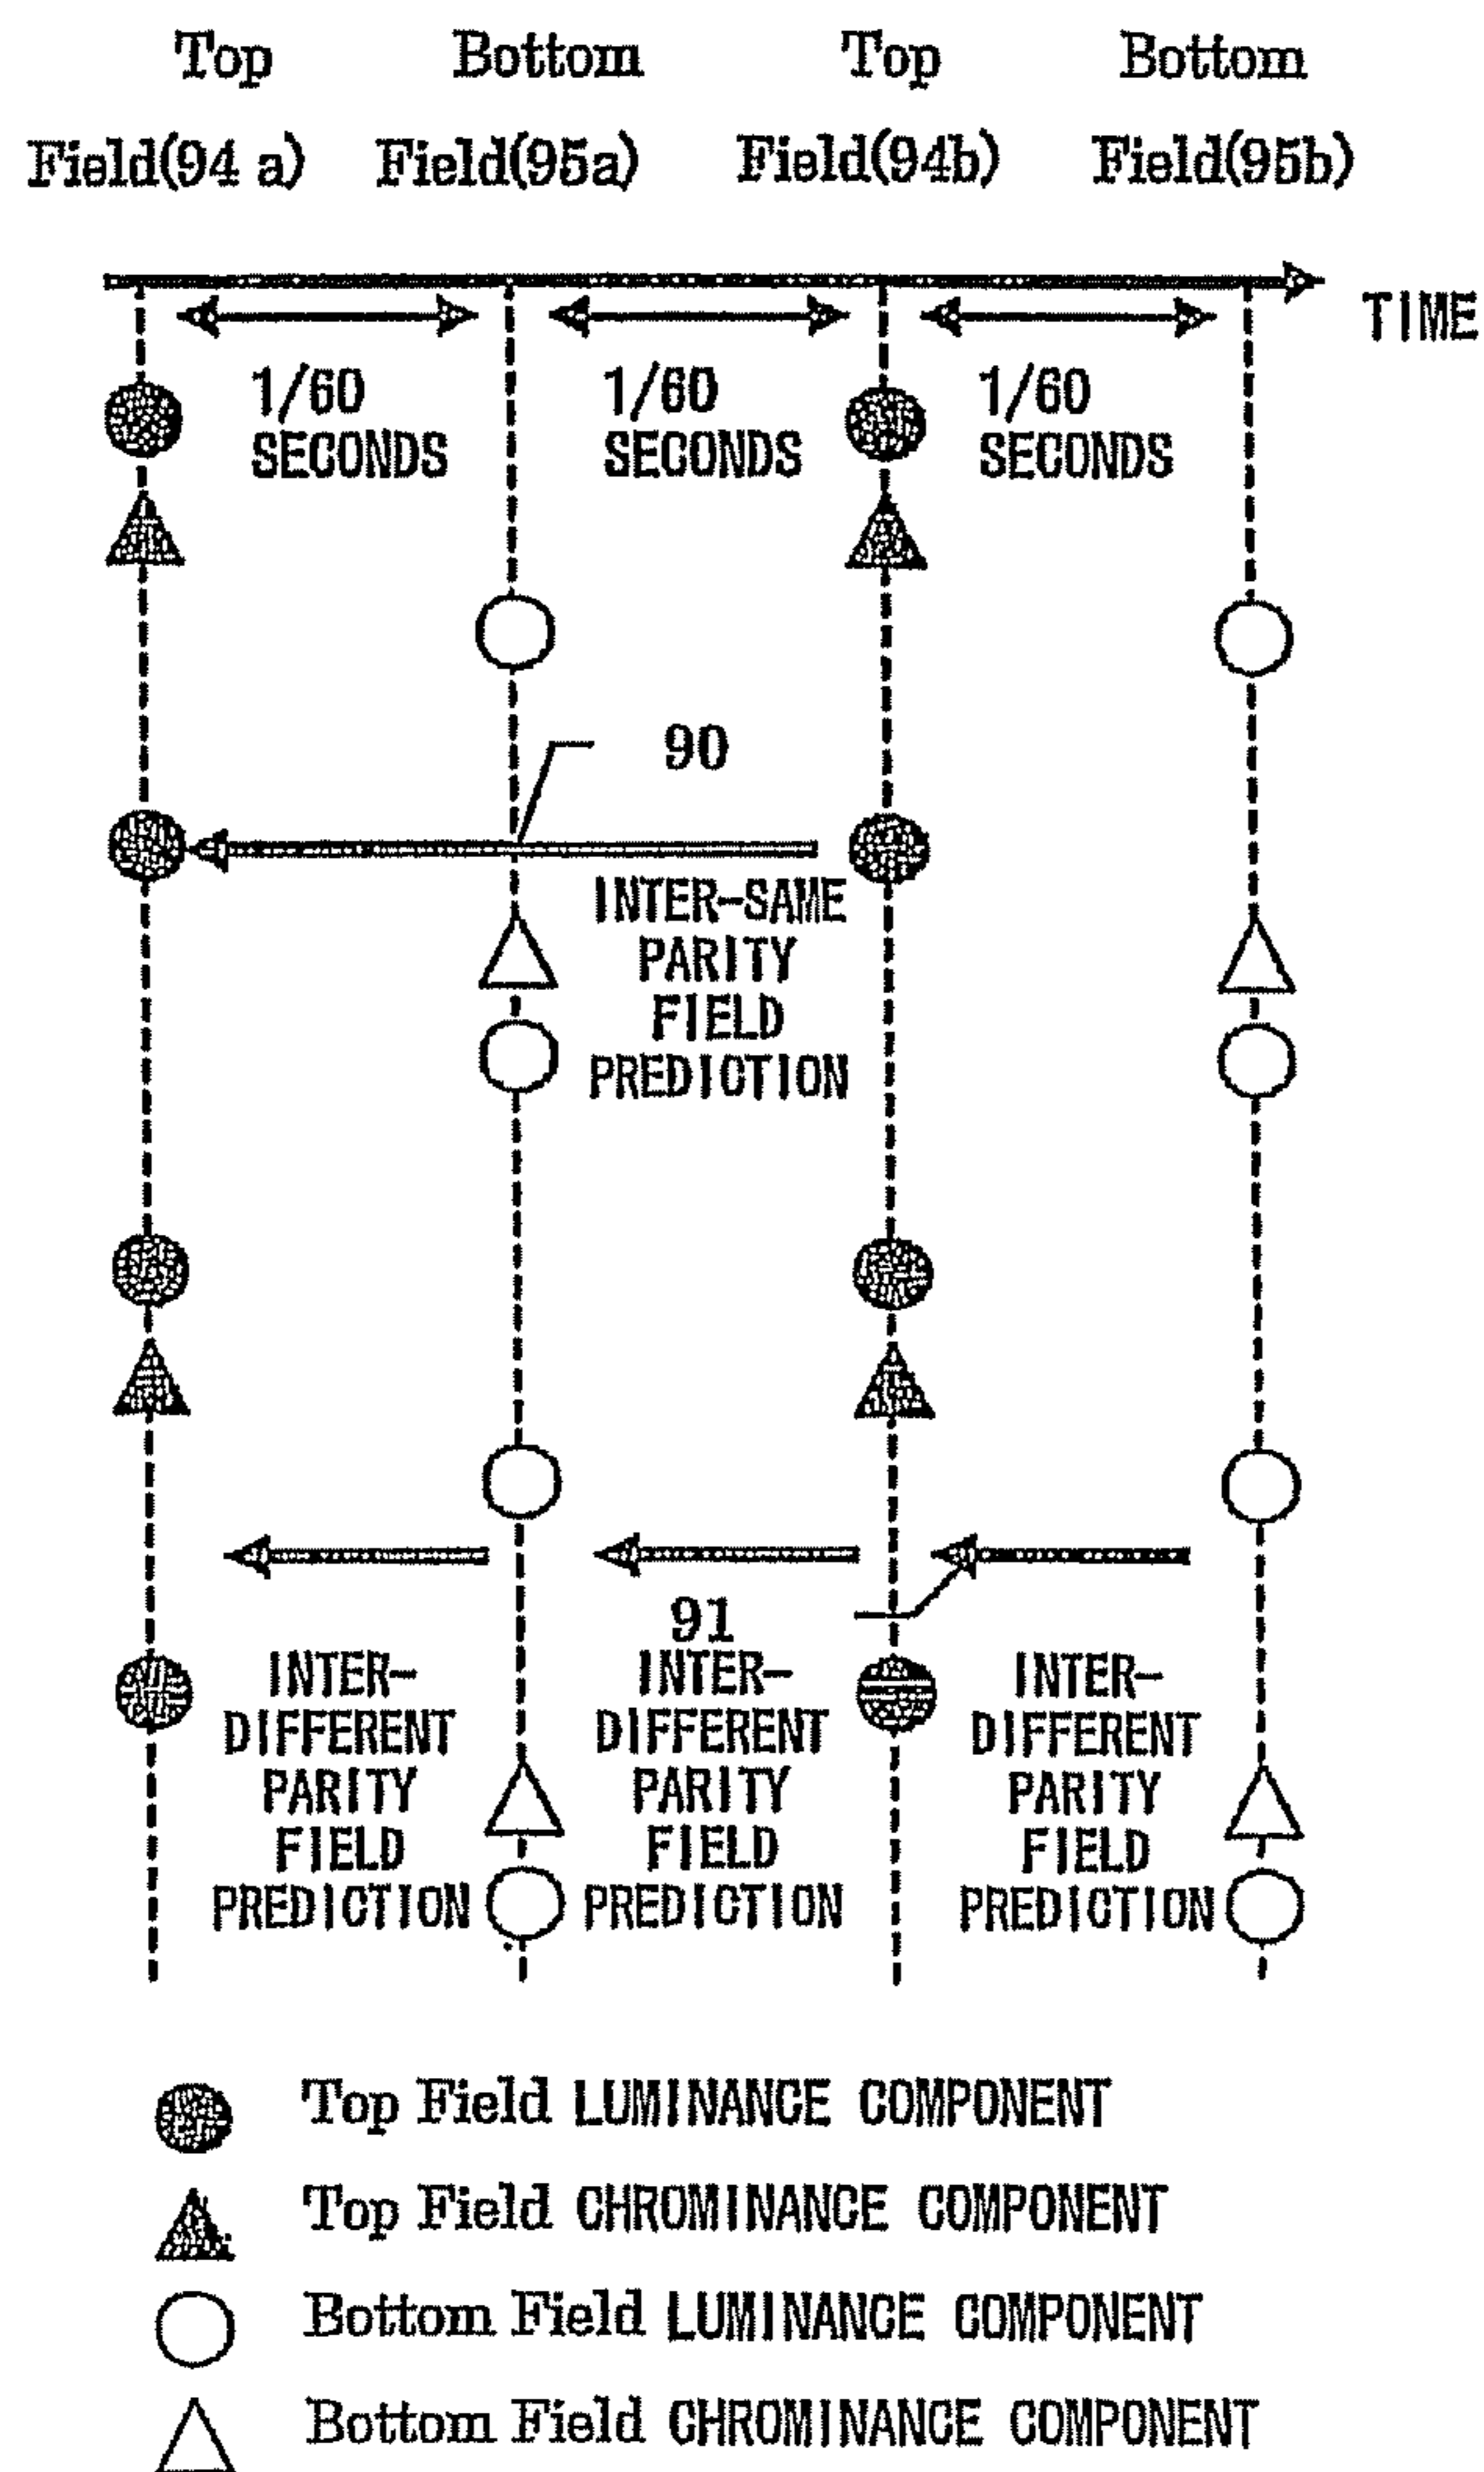 Top Bottom Top Bottom
Field(94 a) Field(95a) Field(94b) Field(95b)
TIME
1/60 1/60 1/60
SECONDS SECONDS SECONDS
90
INTER-SAME
PARITY
FIELD
PREDICTION
91
INTER- INTER- INTER-
DIFFERENT DIFFERENT DIFFERENT
PARITY PARITY PARITY
FIELD FIELD FIELD
PREDICTION PREDICTION PREDICTION
Top Field LUMINANCE COMPONENT
Top Field CHROMINANCE COMPONENT
Bottom Field LUMINANCE COMPONENT
Bottom Field CHROMINANCE COMPONENT